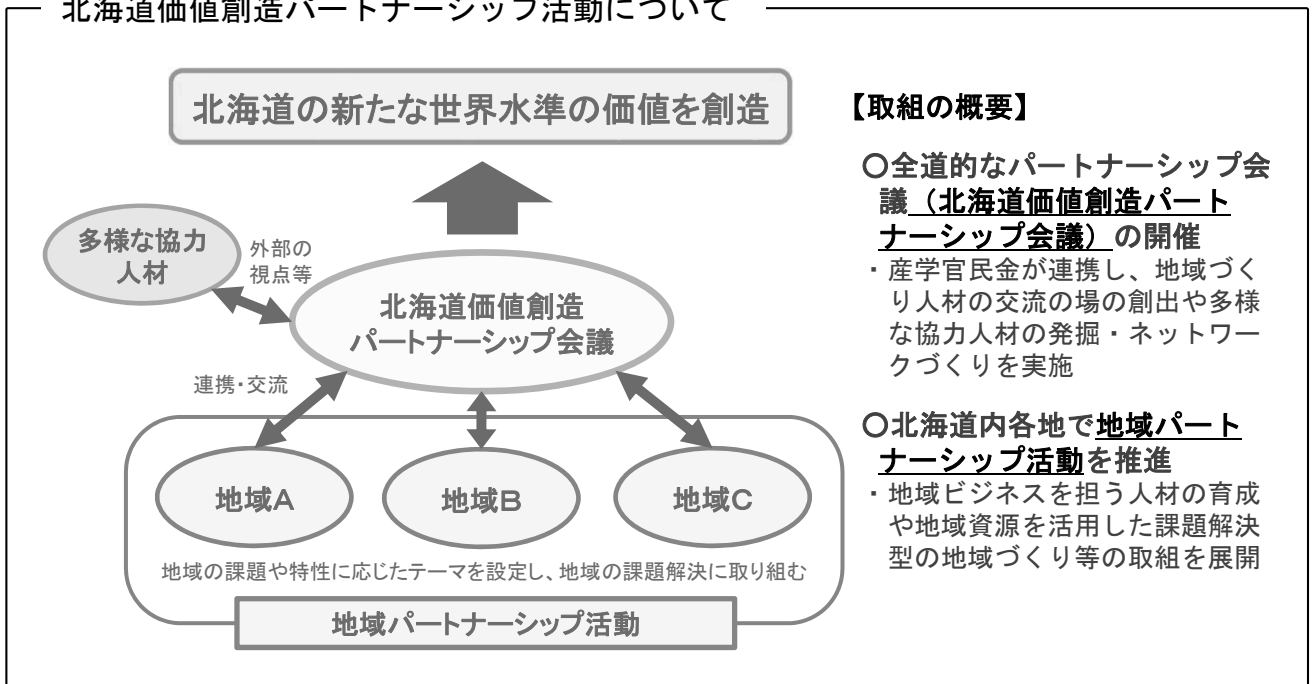 北海道価値創造パートナーシップ活動について
北海道の新たな世界水準の価値を創造
多様な協力
人材
外部の
視点等
北海道価値創造
パートナーシップ会議
連携・交流
地域A
地域B
地域C
地域の課題や特性に応じたテーマを設定し、地域の課題解決に取り組む
地域パートナーシップ活動
【取組の概要】
〇全道的なパートナーシップ会
議（北海道価値創造パート
ナーシップ会議）の開催
・産学官民金が連携し、地域づく
り人材の交流の場の創出や多様
な協力人材の発掘・ネットワー
クづくりを実施
〇北海道内各地で地域パート
ナーシップ活動を推進
・地域ビジネスを担う人材の育成
や地域資源を活用した課題解決
型の地域づくり等の取組を展開